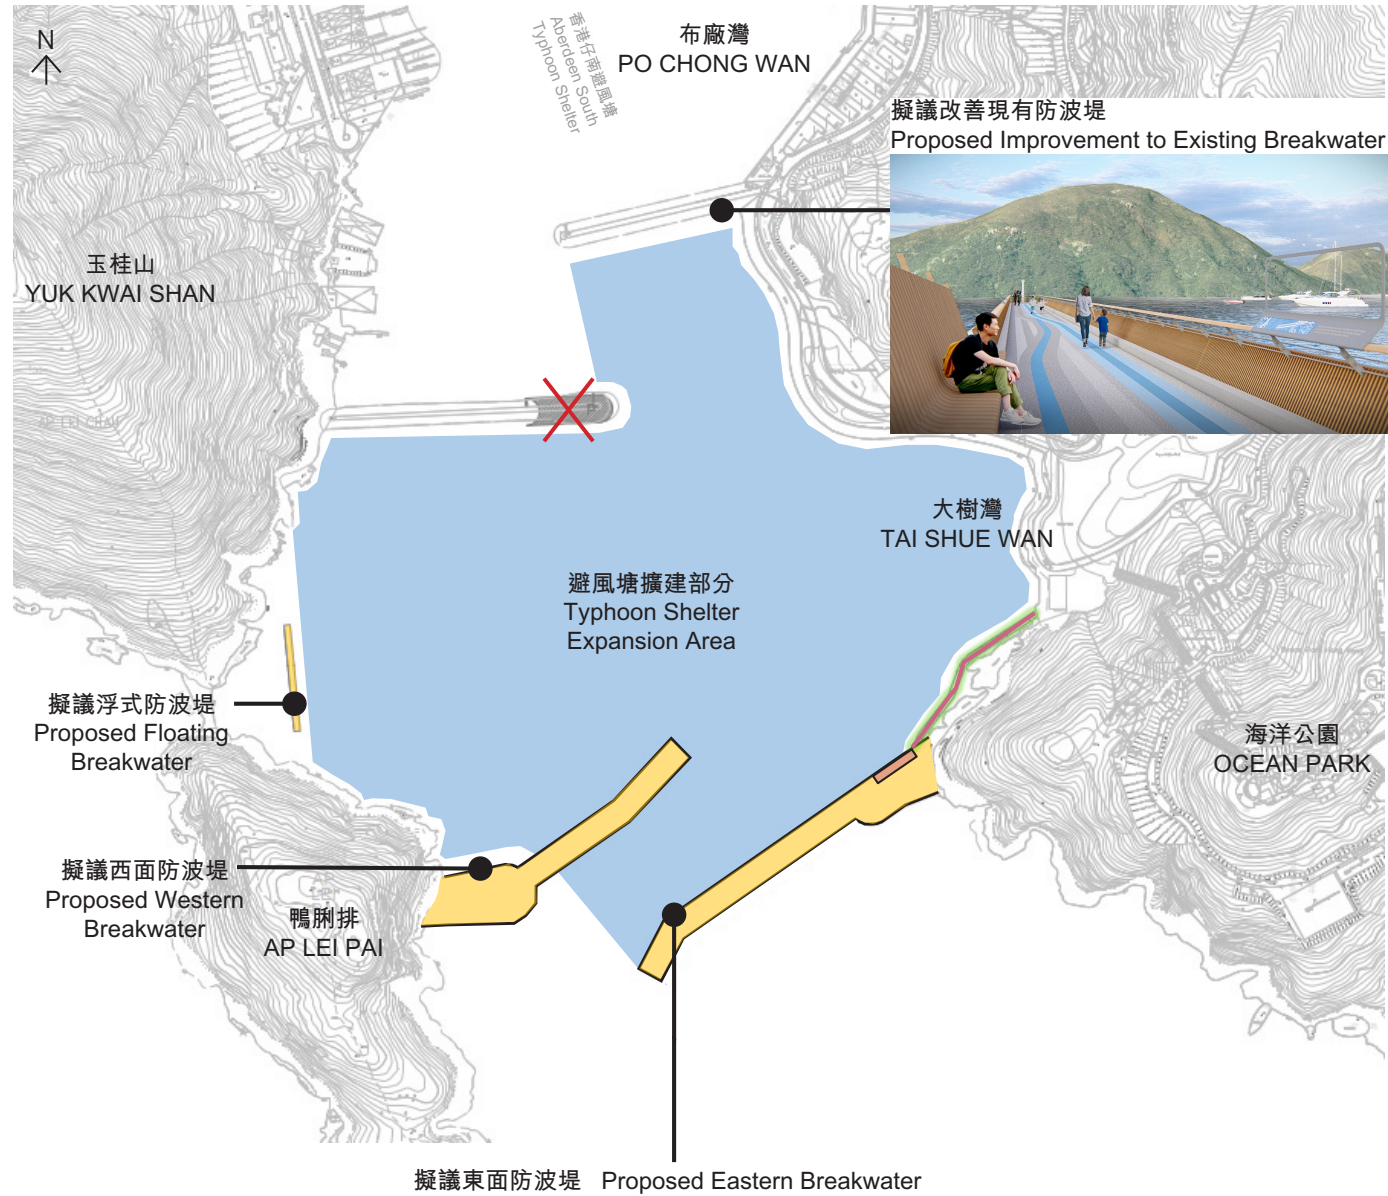 N
香港仔南避風塘
Aberdeen South
Typhoon Shelter
布廠灣
PO CHONG WAN
擬議改善現有防波堤
Proposed Improvement to Existing Breakwater
玉桂山
YUK KWAI SHAN
AP LEI CHAU
大樹灣
TAI SHUE WAN
避風塘擴建部分
Typhoon Shelter
Expansion Area
擬議浮式防波堤
Proposed Floating
Breakwater
海洋公園
OCEAN PARK
擬議西面防波堤
Proposed Western
Breakwater
鴨脷排
AP LEI PAI
擬議東面防波堤 Proposed Eastern Breakwater